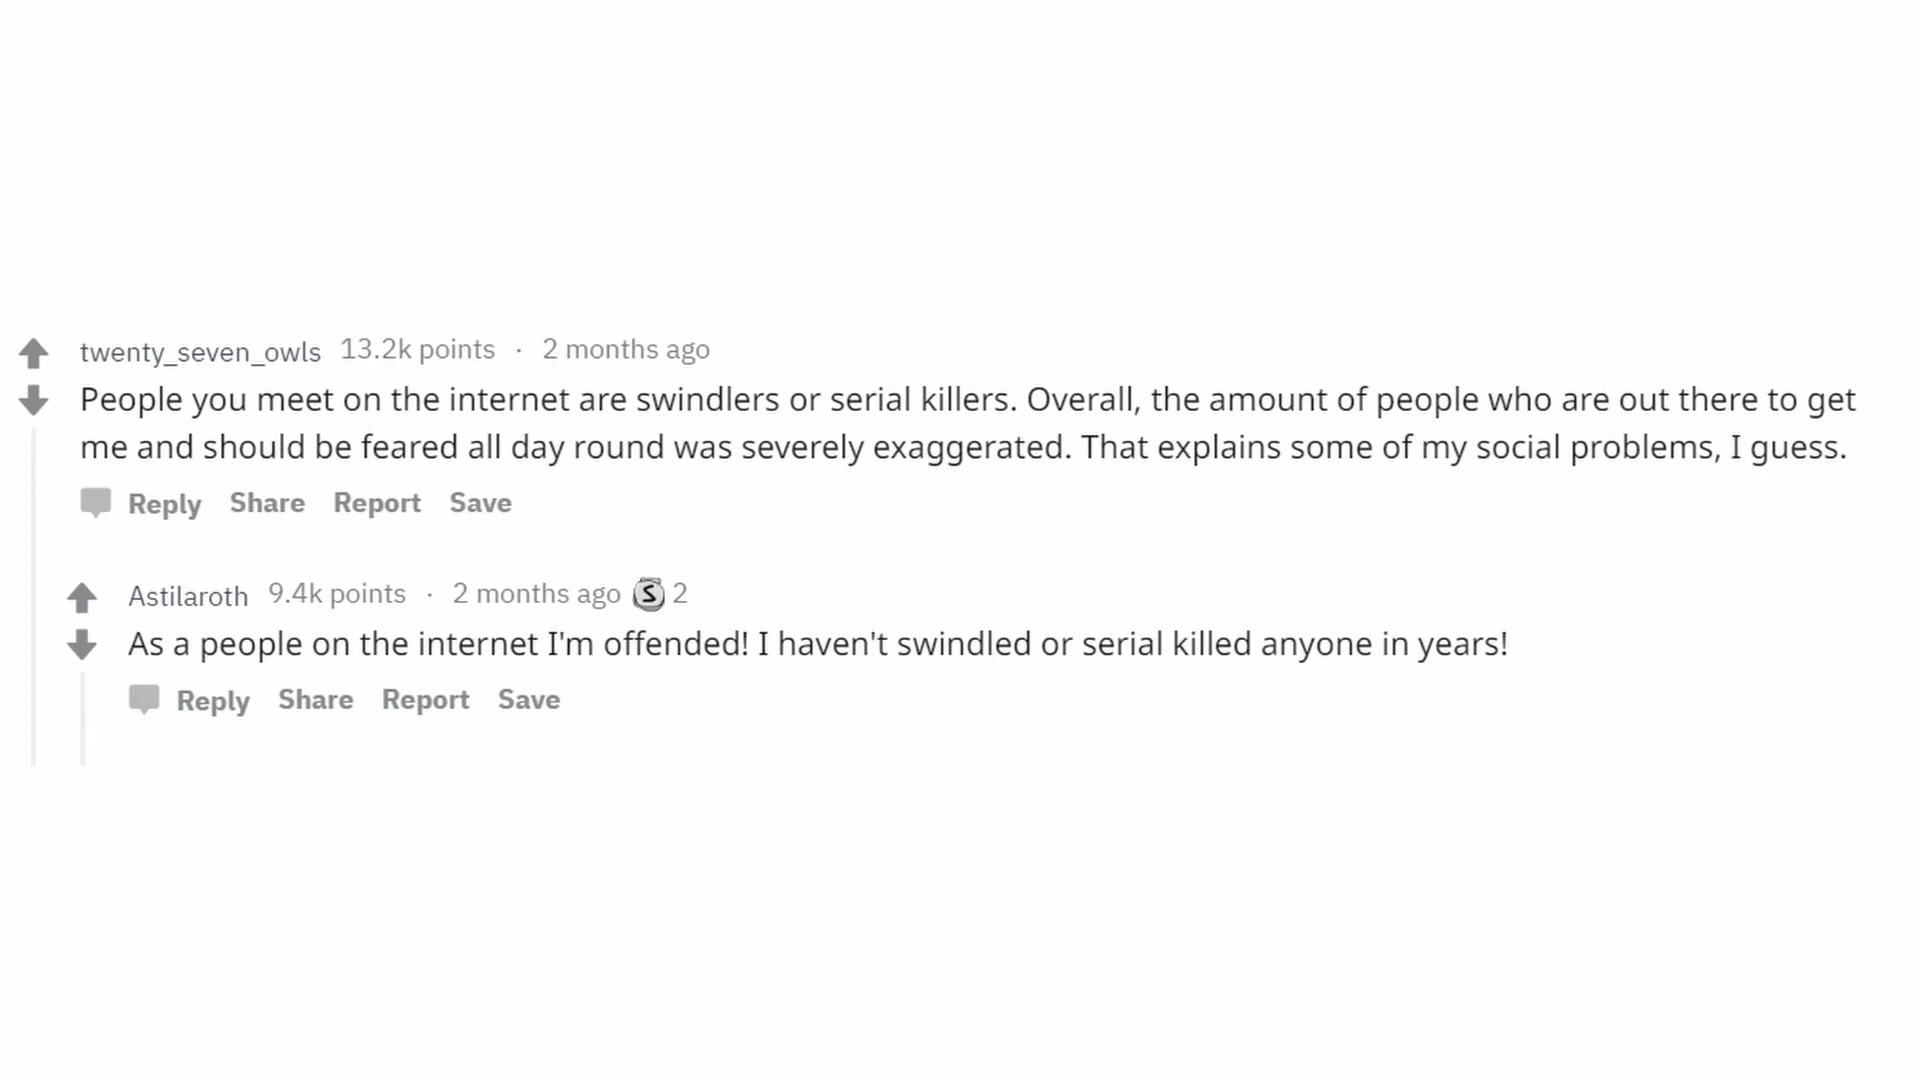 twenty_seven_owls 13.2k points · 2 months ago
People you meet on the internet are swindlers or serial killers. Overall, the amount of people who are out there to get
me and should be feared all day round was severely exaggerated. That explains some of my social problems, I guess.
Reply Share Report Save
Astilaroth 9.4k points · 2 months ago S 2
As a people on the internet I'm offended! I haven't swindled or serial killed anyone in years!
Reply Share Report Save